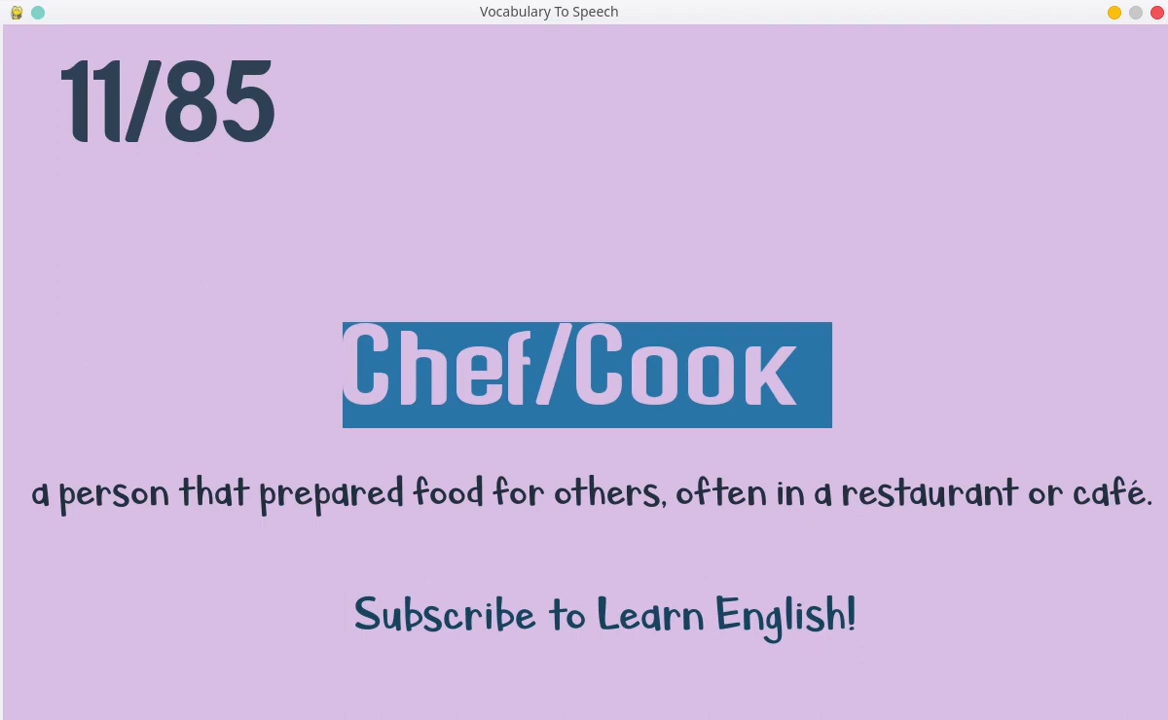 Vocabulary To Speech
11/85
Chef/Cook
a person that prepared food for others, often in a restaurant or café.
Subscribe to Learn English!